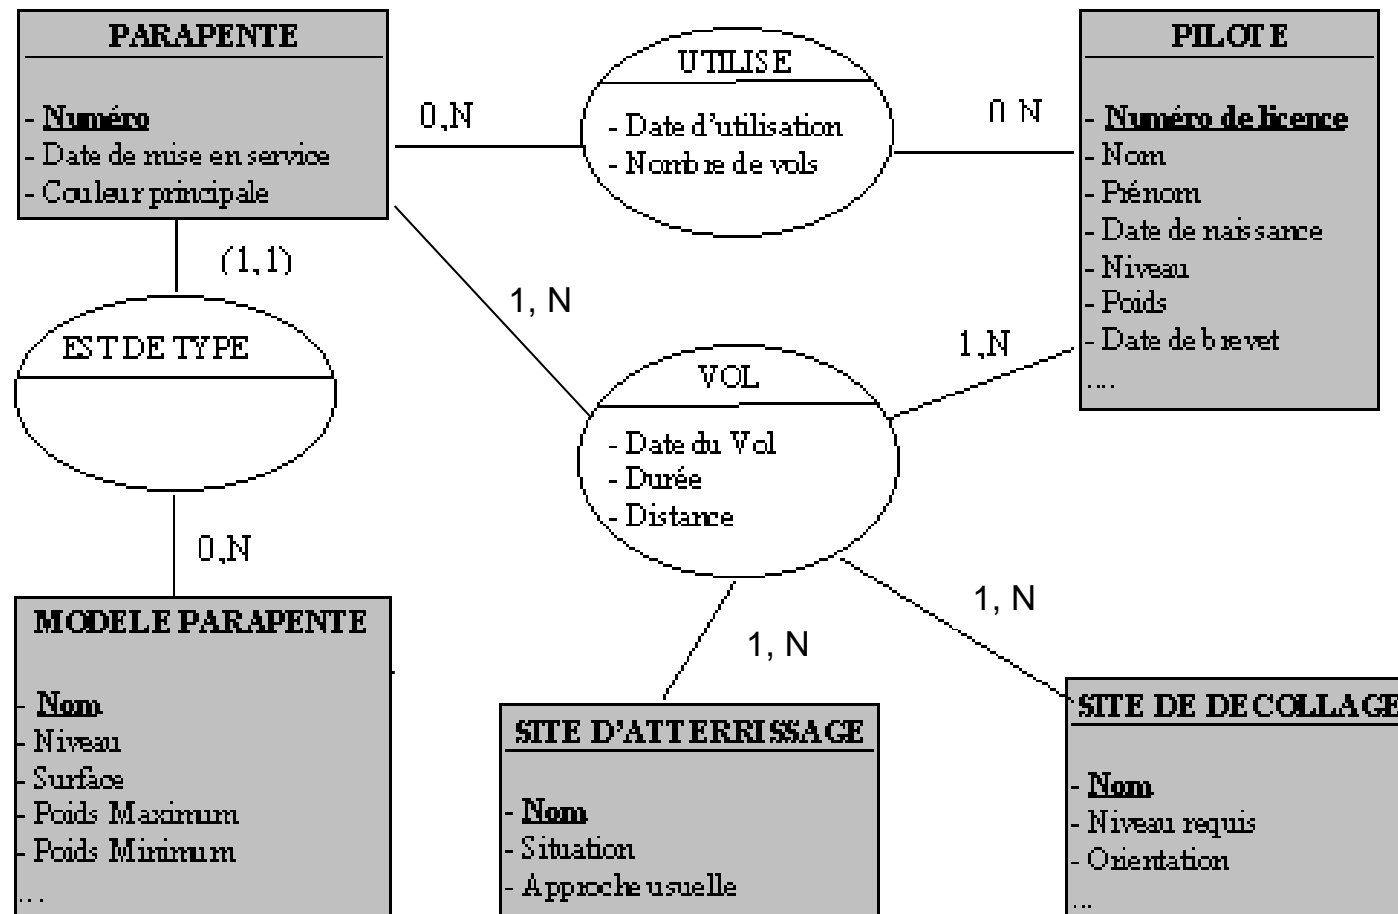 PARAPENTE
- Numéro
- Date de mise en service
- Couleur principale
0,N
UTILISE
- Date d'utilisation
- Nombre de vols
0 N
PILOTE
- Numéro de licence
- Nom
- Prénom
- Date de naissance
- Niveau
- Poids
- Date de brevet
....
(1,1)
EST DE TYPE
0,N
1, N
1,N
VOL
- Date du Vol
- Durée
- Distance
1, N
1, N
MODELE PARAPENTE
- Nom
- Niveau
- Surface
- Poids Maximum
- Poids Minimum
...
SITE D'ATTERRISSAGE
- Nom
- Situation
- Approche usuelle
SITE DE DECOLLAGE
- Nom
- Niveau requis
- Orientation
...